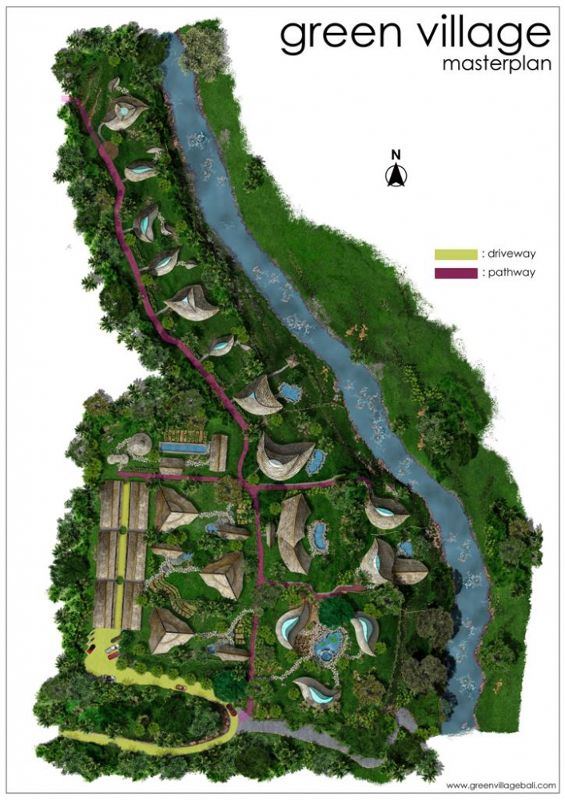 green village
masterplan
N
: driveway
: pathway
www.greenvillagebali.com